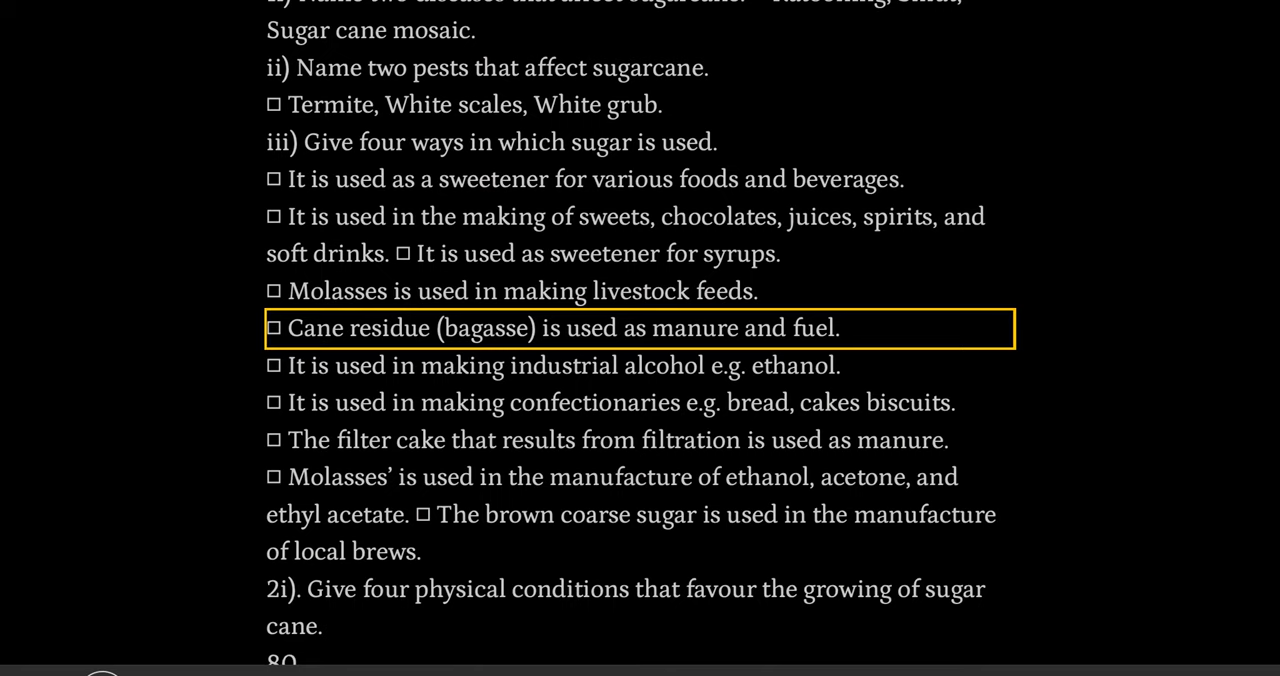 Sugar cane mosaic.
ii) Name two pests that affect sugarcane.
□ Termite, White scales, White grub.
iii) Give four ways in which sugar is used.
□ It is used as a sweetener for various foods and beverages.
□ It is used in the making of sweets, chocolates, juices, spirits, and
soft drinks. □ It is used as sweetener for syrups.
□ Molasses is used in making livestock feeds.
□ Cane residue (bagasse) is used as manure and fuel.
□ It is used in making industrial alcohol e.g. ethanol.
□ It is used in making confectionaries e.g. bread, cakes biscuits.
□ The filter cake that results from filtration is used as manure.
□ Molasses’ is used in the manufacture of ethanol, acetone, and
ethyl acetate. □ The brown coarse sugar is used in the manufacture
of local brews.
2i). Give four physical conditions that favour the growing of sugar
cane.
80